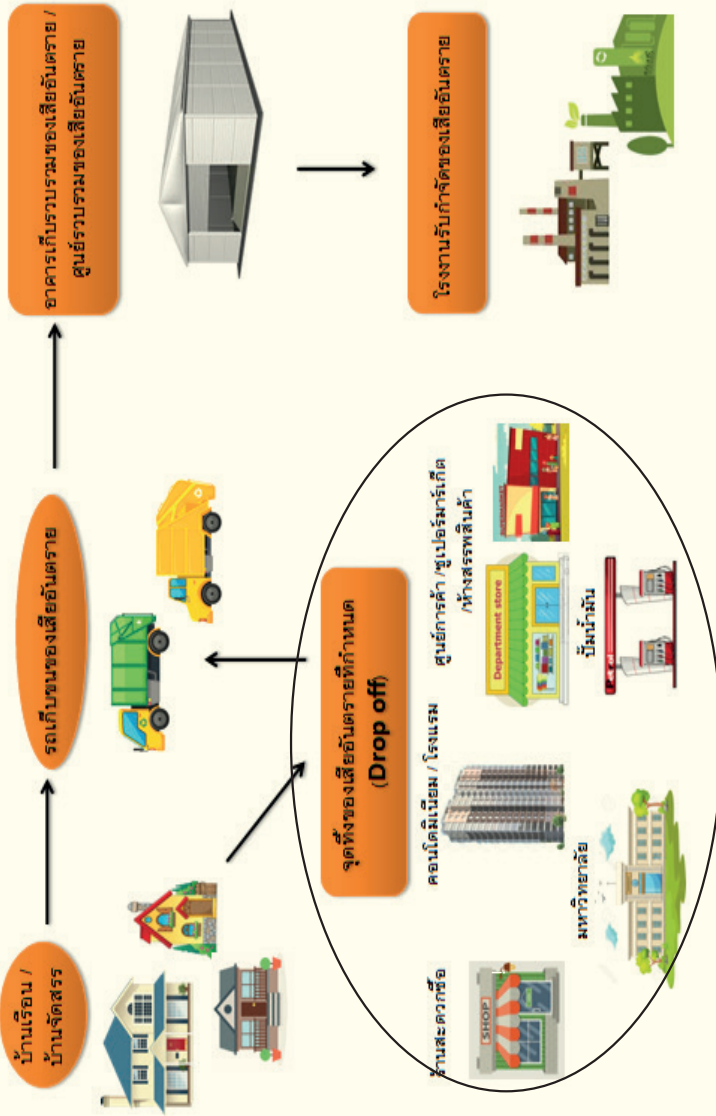 บ้านเรือน /
บ้านจัดสรร
รถเก็บขนของเสียอันตราย
อาคารเก็บรวบรวมของเสียอันตราย /
ศูนย์รวบรวมของเสียอันตราย
จุดทิ้งของเสียอันตรายที่กำหนด
(Drop off)
โรงงานรับกำจัดของเสียอันตราย
ร้านสะดวกซื้อ
คอนโดมิเนียม / โรงแรม
ศูนย์การค้า /ซูเปอร์มาร์เก็ต
/ห้างสรรพสินค้า
SHOP
Department store
SUPERMARKET
มหาวิทยาลัย
ปั๊มน้ำมัน